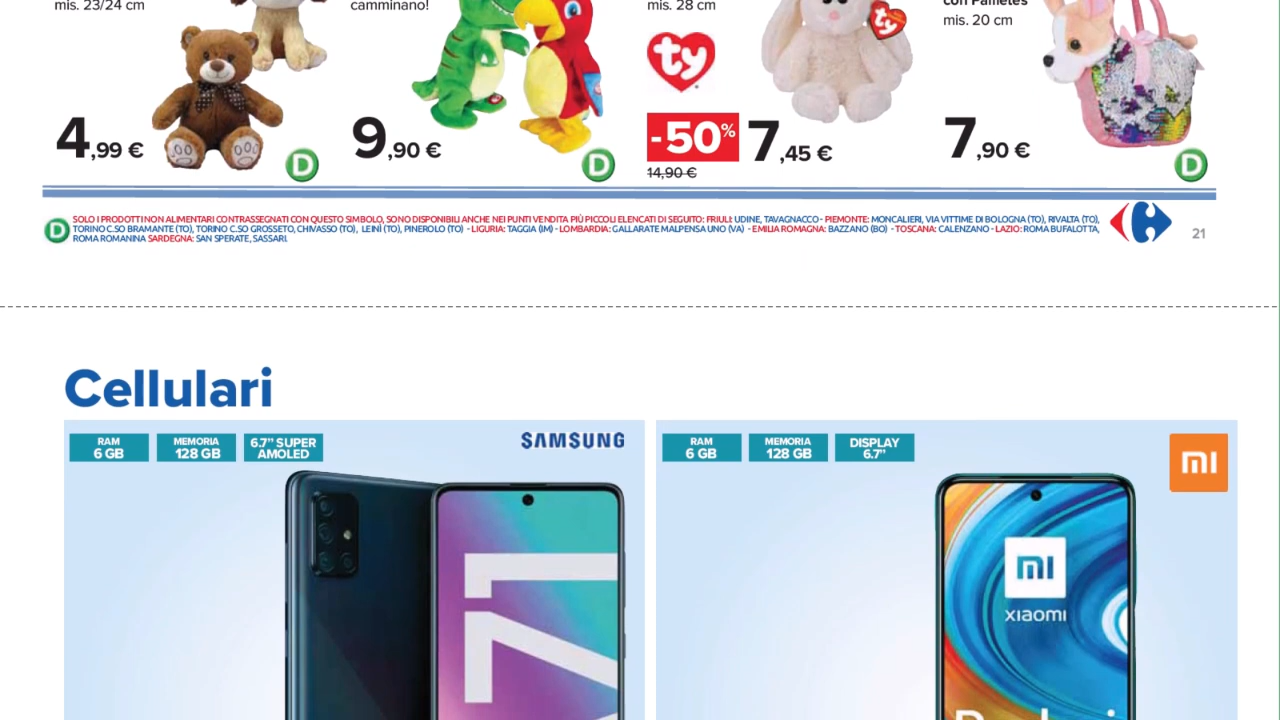 mis. 23/24 cm
camminano!
mis. 28 cm
con Paillettes
mis. 20 cm
ty
ty
4,99 €
D
9,90 €
D
-50%
14,90 €
7,45 €
7,90 €
D
D
SOLO I PRODOTTI NON ALIMENTARI CONTRASSEGNATI CON QUESTO SIMBOLO, SONO DISPONIBILI ANCHE NEI PUNTI VENDITA PIÙ PICCOLI ELENCATI DI SEGUITO: FRIULI: UDINE, TAVAGNACCO - PIEMONTE: MONCALIERI, VIA VITTIME DI BOLOGNA (TO), RIVALTA (TO),
TORINO C.SO BRAMANTE (TO), TORINO C.SO GROSSETO, CHIVASSO (TO), LEINÌ (TO), PINEROLO (TO) - LIGURIA: TAGGIA (IM) - LOMBARDIA: GALLARATE MALPENSA UNO (VA) - EMILIA ROMAGNA: BAZZANO (BO) - TOSCANA: CALENZANO - LAZIO: ROMA BUFALOTTA,
ROMA ROMANINA SARDEGNA: SAN SPERATE, SASSARI.
21
Cellulari
RAM
6 GB
MEMORIA
128 GB
6.7” SUPER
AMOLED
SAMSUNG
71
RAM
6 GB
MEMORIA
128 GB
DISPLAY
6.7”
mi
mi
xiaomi
Redmi